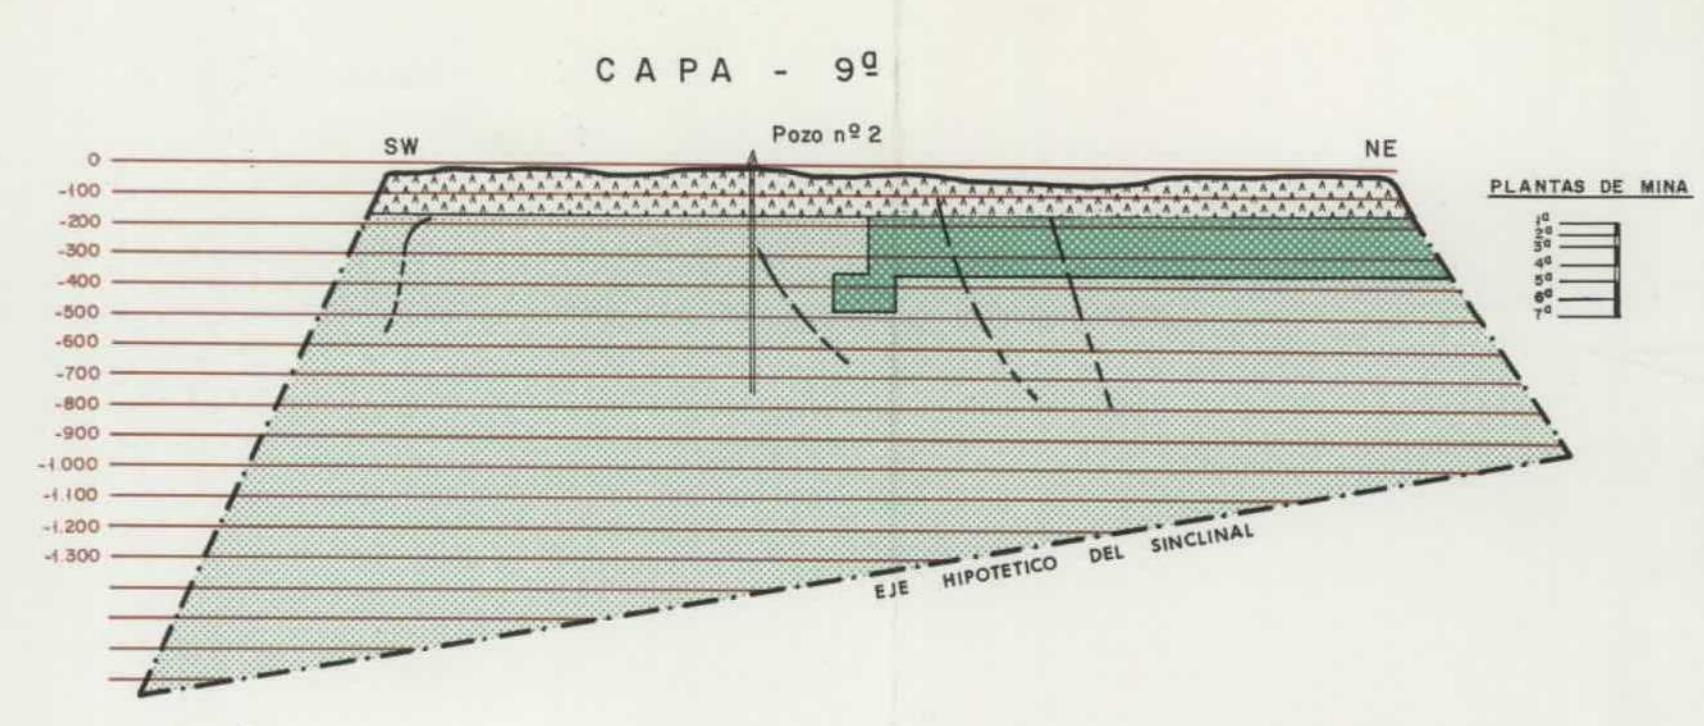 CAPA - 9ª
Pozo nº 2
SW
NE
0
-100
-200
-300
-400
-500
-600
-700
-800
-900
-1.000
-1.100
-1.200
-1.300
PLANTAS DE MINA
1ª
2ª
3ª
4ª
5ª
6ª
7ª
EJE HIPOTETICO DEL SINCLINAL